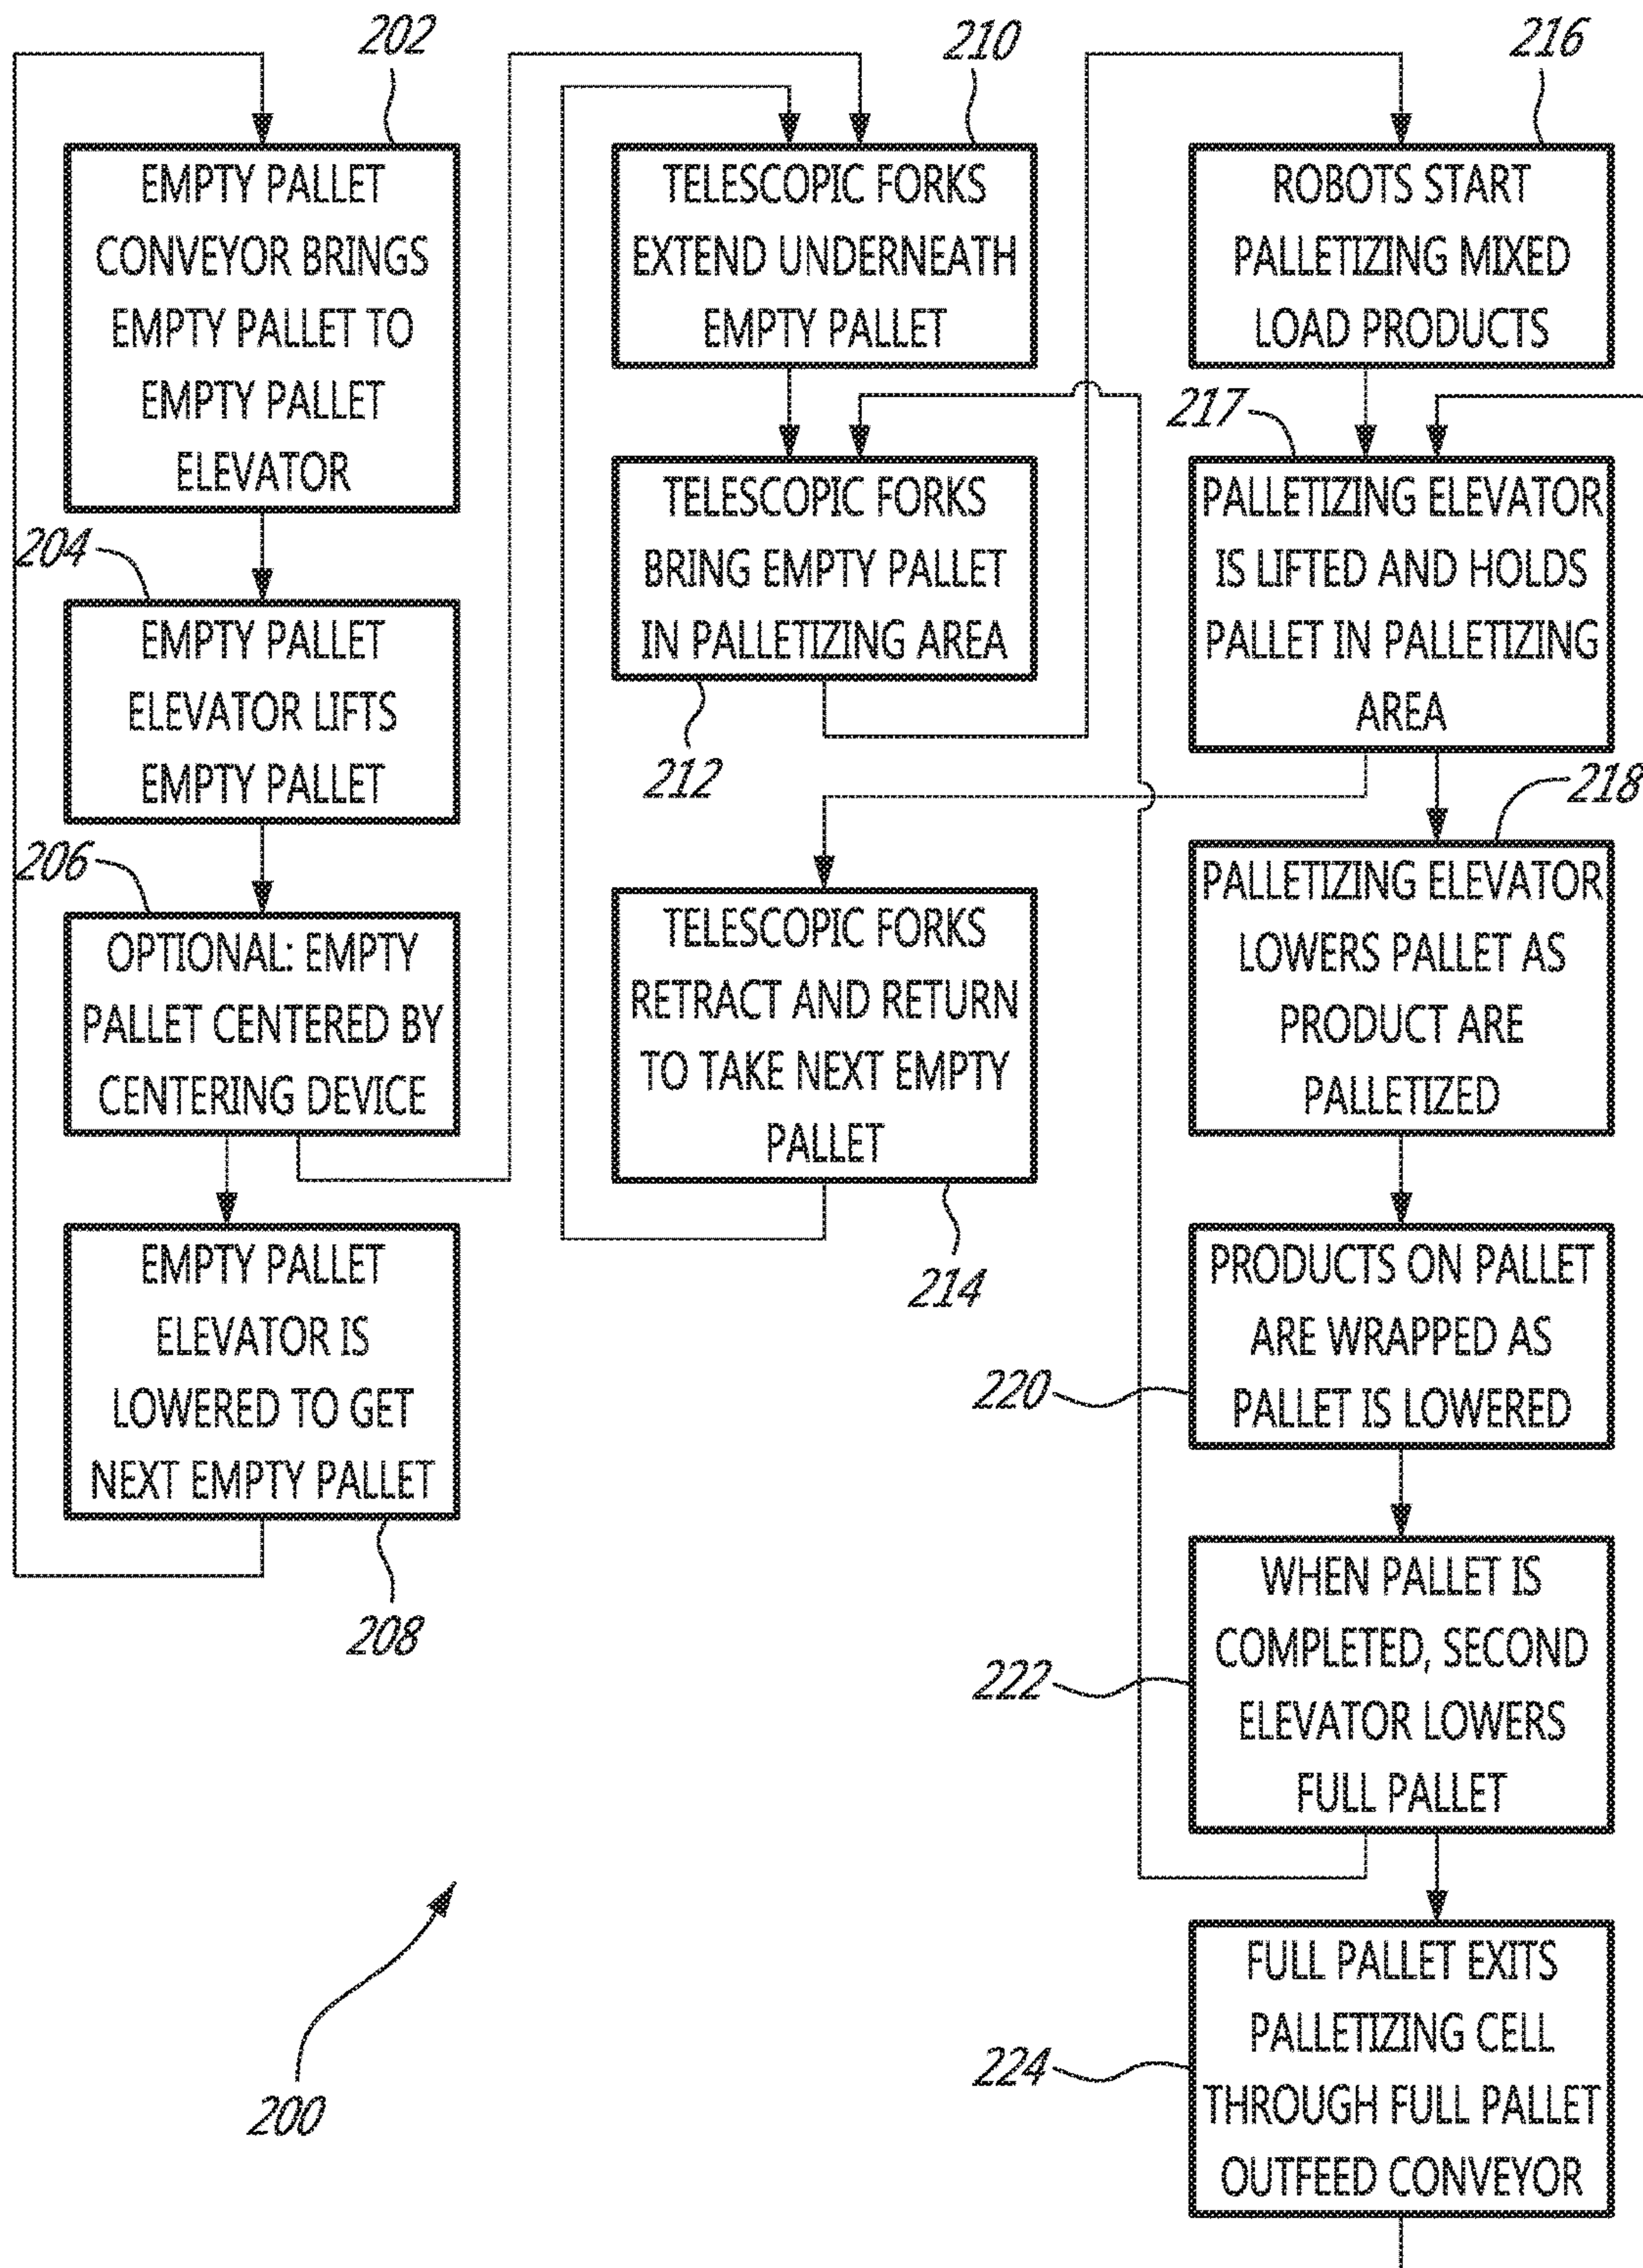 202
EMPTY PALLET
CONVEYOR BRINGS
EMPTY PALLET TO
EMPTY PALLET
ELEVATOR
204
EMPTY PALLET
ELEVATOR LIFTS
EMPTY PALLET
206
OPTIONAL: EMPTY
PALLET CENTERED BY
CENTERING DEVICE
EMPTY PALLET
ELEVATOR IS
LOWERED TO GET
NEXT EMPTY PALLET
208
200
210
TELESCOPIC FORKS
EXTEND UNDERNEATH
EMPTY PALLET
TELESCOPIC FORKS
BRING EMPTY PALLET
IN PALLETIZING AREA
212
TELESCOPIC FORKS
RETRACT AND RETURN
TO TAKE NEXT EMPTY
PALLET
214
216
ROBOTS START
PALLETIZING MIXED
LOAD PRODUCTS
217
PALLETIZING ELEVATOR
IS LIFTED AND HOLDS
PALLET IN PALLETIZING
AREA
218
PALLETIZING ELEVATOR
LOWERS PALLET AS
PRODUCT ARE
PALLETIZED
PRODUCTS ON PALLET
ARE WRAPPED AS
PALLET IS LOWERED
220
WHEN PALLET IS
COMPLETED, SECOND
ELEVATOR LOWERS
FULL PALLET
222
FULL PALLET EXITS
PALLETIZING CELL
THROUGH FULL PALLET
OUTFEED CONVEYOR
224